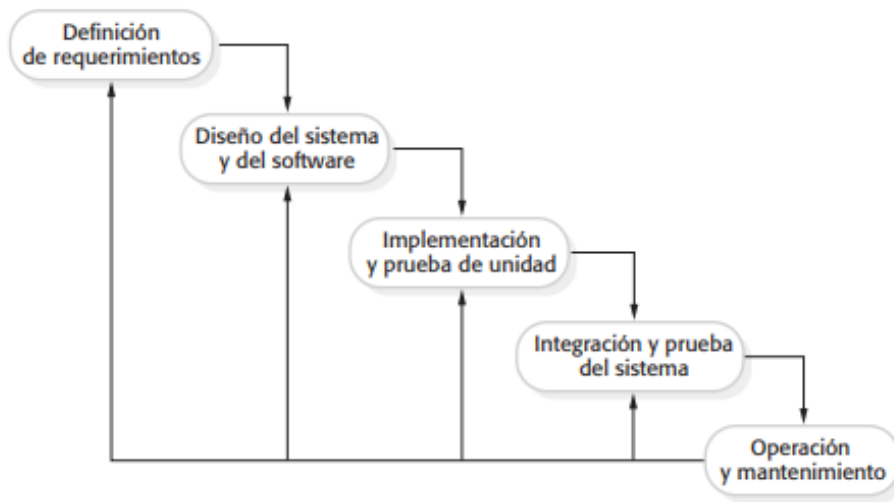 Definición
de requerimientos
Diseño del sistema
y del software
Implementación
y prueba de unidad
Integración y prueba
del sistema
Operación
y mantenimiento